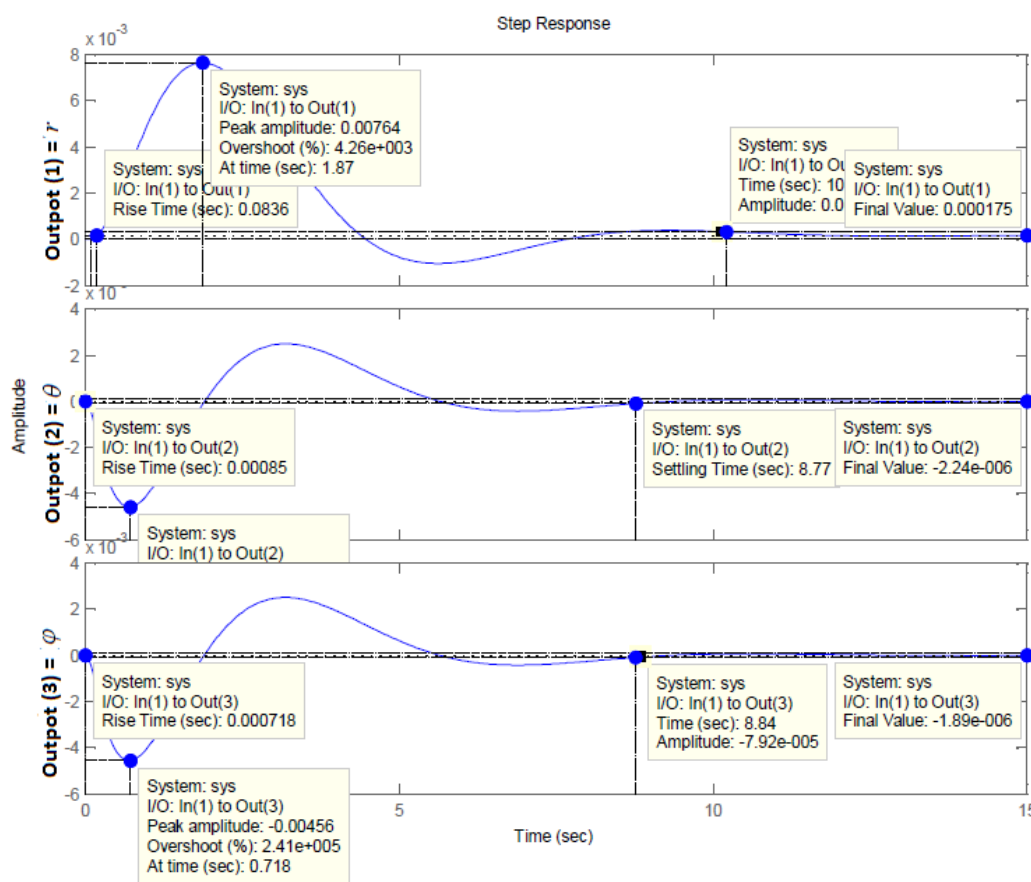 Step Response
x 10⁻³
8
6
4
2
0
-2
Outpot (1) = r
System: sys
I/O: In(1) to Out(1)
Peak amplitude: 0.00764
Overshoot (%): 4.26e+003
At time (sec): 1.87
System: sys
I/O: In(1) to Out(1)
Rise Time (sec): 0.0836
System: sys
I/O: In(1) to
Time (sec): 10
Amplitude: 0.0
System: sys
I/O: In(1) to Out(1)
Final Value: 0.000175
x 10
4
2
0
-2
-4
-6
Amplitude
Outpot (2) = θ
System: sys
I/O: In(1) to Out(2)
Rise Time (sec): 0.00085
System: sys
I/O: In(1) to Out(2)
System: sys
I/O: In(1) to Out(2)
Settling Time (sec): 8.77
System: sys
I/O: In(1) to Out(2)
Final Value: -2.24e-006
x 10⁻³
2
0
-2
-4
-6
Outpot (3) = φ
System: sys
I/O: In(1) to Out(3)
Rise Time (sec): 0.000718
System: sys
I/O: In(1) to Out(3)
Peak amplitude: -0.00456
Overshoot (%): 2.41e+005
At time (sec): 0.718
System: sys
I/O: In(1) to Out(3)
Time (sec): 8.84
Amplitude: -7.92e-005
System: sys
I/O: In(1) to Out(3)
Final Value: -1.89e-006
0
5
10
15
Time (sec)